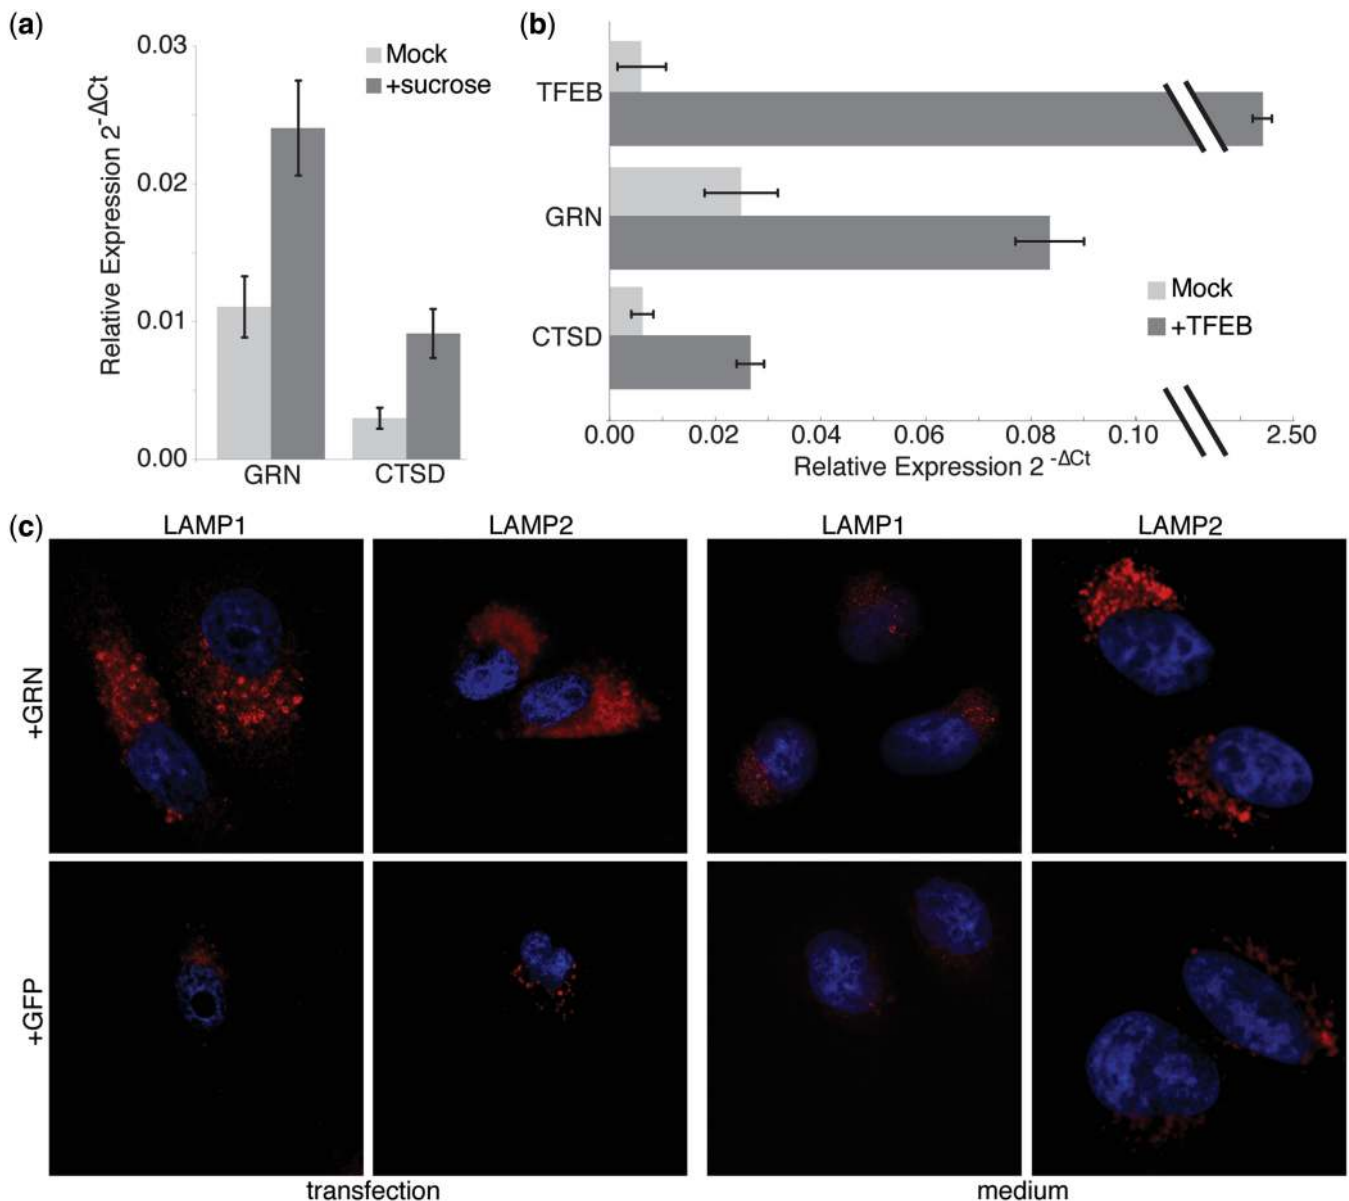 (a)
0.03
0.02
0.01
0.00
Relative Expression 2^-ΔCt
Mock
+sucrose
GRN
CTSD
(b)
TFEB
GRN
CTSD
Mock
+TFEB
0.00 0.02 0.04 0.06 0.08 0.10 2.50
Relative Expression 2 ^-ΔCt
(c)
LAMP1 LAMP2 LAMP1 LAMP2
+GRN
+GFP
transfection medium